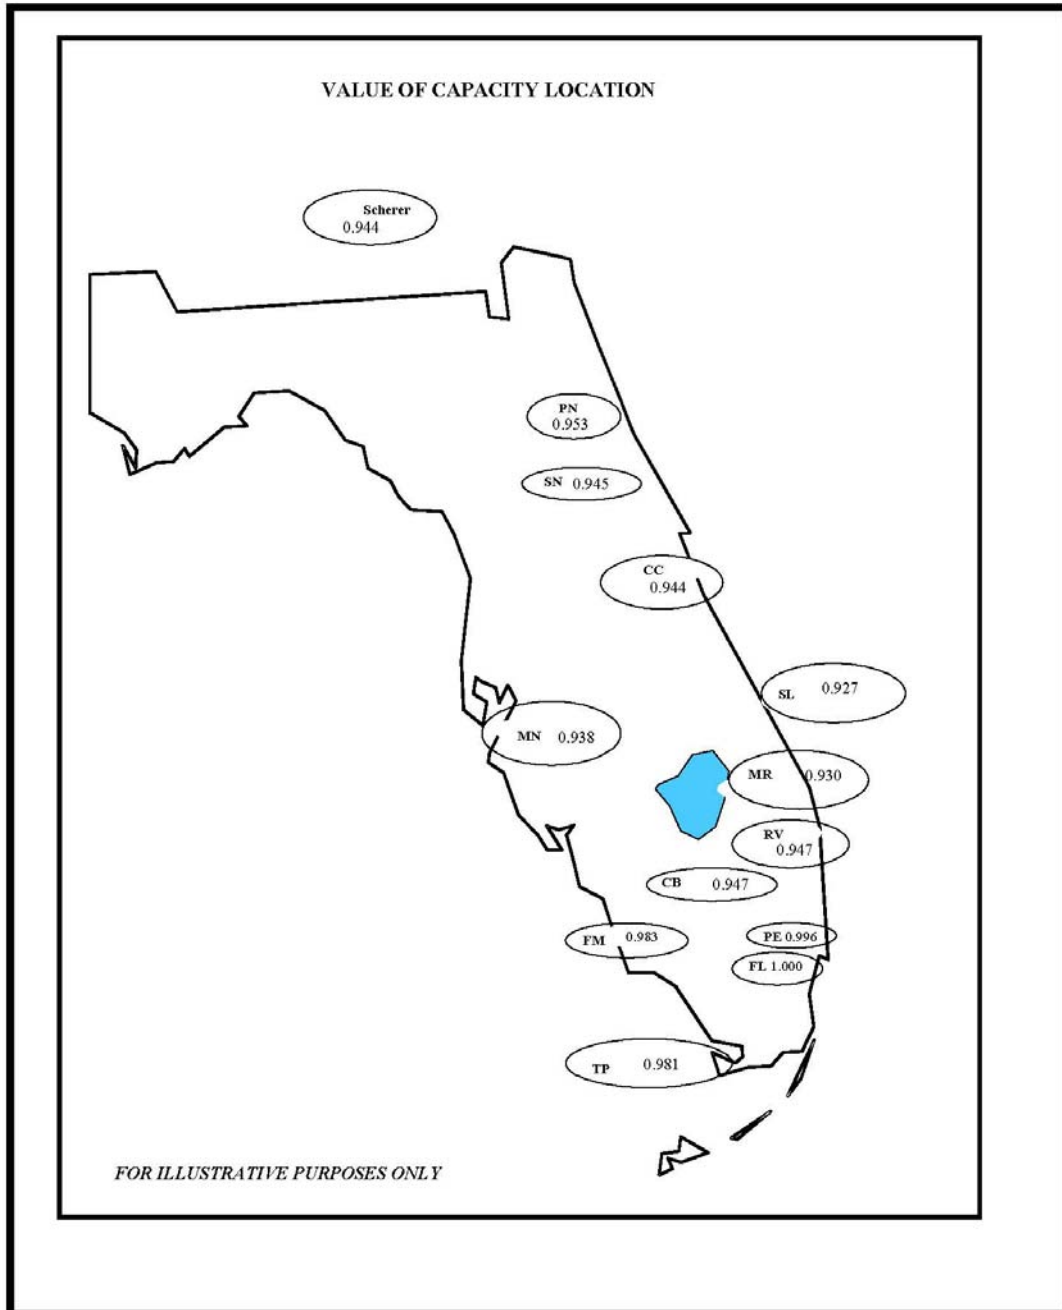 VALUE OF CAPACITY LOCATION
Scherer
0.944
PN
0.953
SN 0.945
CC
0.944
SL 0.927
MN 0.938
MR 0.930
RV
0.947
CB 0.947
FM 0.983
PE 0.996
FL 1.000
TP 0.981
FOR ILLUSTRATIVE PURPOSES ONLY